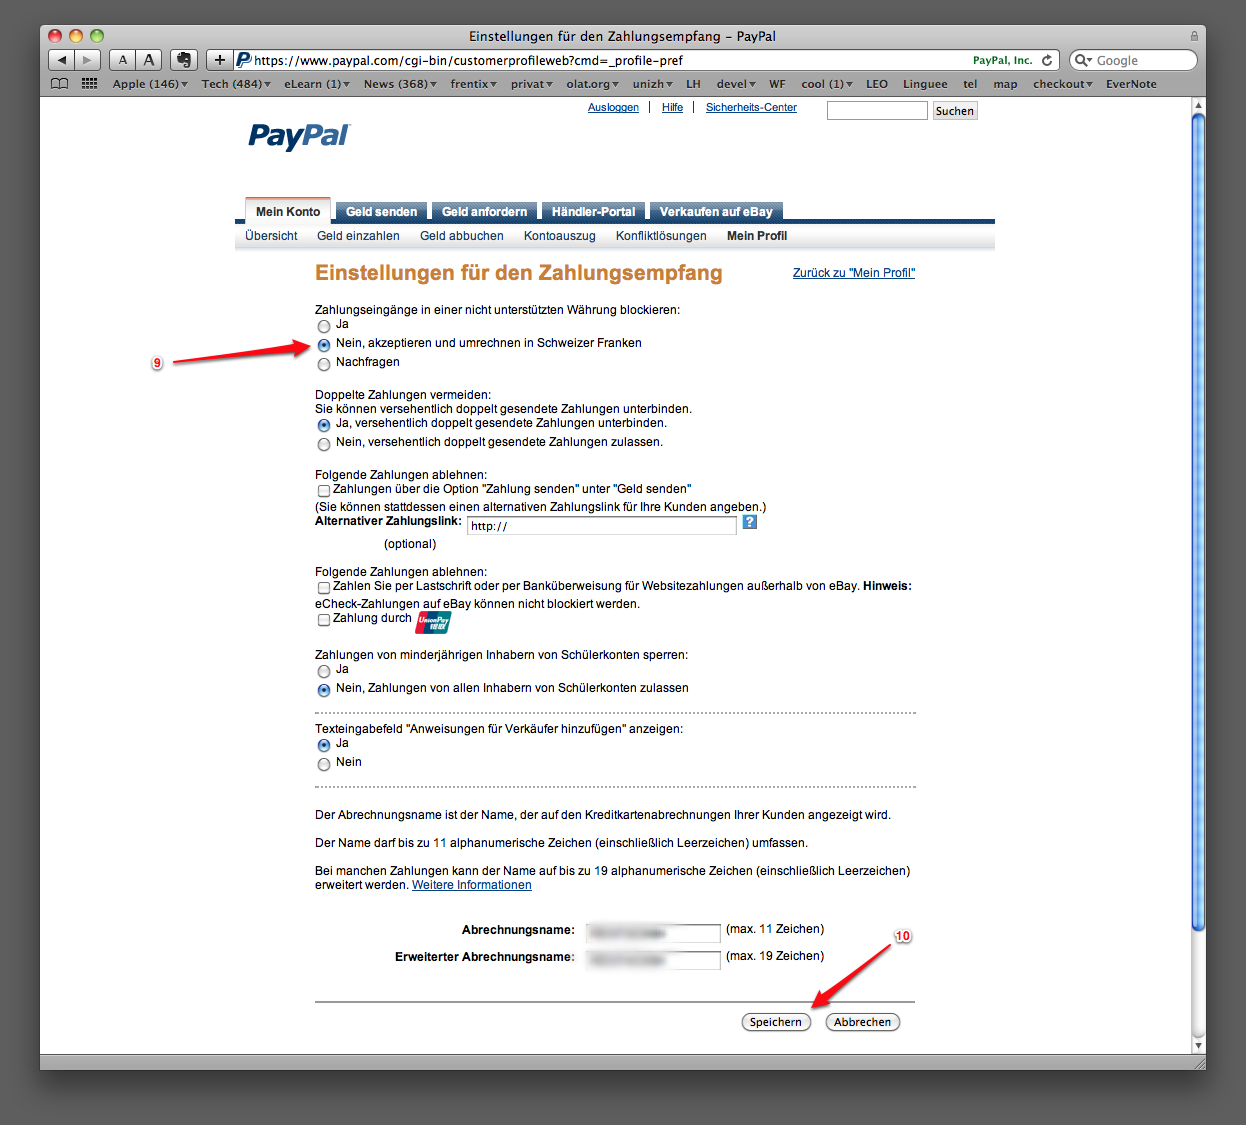 Einstellungen für den Zahlungsempfang – PayPal
A A + P https://www.paypal.com/cgi-bin/customerprofileweb?cmd=_profile-pref PayPal, Inc. Google
Apple (146) Tech (484) eLearn (1) News (368) frentix privat olat.org unizh LH devel WF cool (1) LEO Linguee tel map checkout EverNote
Ausloggen | Hilfe | Sicherheits-Center Suchen
PayPal
Mein Konto Geld senden Geld anfordern Händler-Portal Verkaufen auf eBay
Übersicht Geld einzahlen Geld abbuchen Kontoauszug Konfliktlösungen Mein Profil
Einstellungen für den Zahlungsempfang Zurück zu "Mein Profil"
Zahlungseingänge in einer nicht unterstützten Währung blockieren:
Ja
Nein, akzeptieren und umrechnen in Schweizer Franken
9
Nachfragen
Doppelte Zahlungen vermeiden:
Sie können versehentlich doppelt gesendete Zahlungen unterbinden.
Ja, versehentlich doppelt gesendete Zahlungen unterbinden.
Nein, versehentlich doppelt gesendete Zahlungen zulassen.
Folgende Zahlungen ablehnen:
Zahlungen über die Option "Zahlung senden" unter "Geld senden"
(Sie können stattdessen einen alternativen Zahlungslink für Ihre Kunden angeben.)
Alternativer Zahlungslink: http:// ?
(optional)
Folgende Zahlungen ablehnen:
Zahlen Sie per Lastschrift oder per Banküberweisung für Websitezahlungen außerhalb von eBay. Hinweis:
eCheck-Zahlungen auf eBay können nicht blockiert werden.
Zahlung durch UnionPay 银联
Zahlungen von minderjährigen Inhabern von Schülerkonten sperren:
Ja
Nein, Zahlungen von allen Inhabern von Schülerkonten zulassen
Texteingabefeld "Anweisungen für Verkäufer hinzufügen" anzeigen:
Ja
Nein
Der Abrechnungsname ist der Name, der auf den Kreditkartenabrechnungen Ihrer Kunden angezeigt wird.
Der Name darf bis zu 11 alphanumerische Zeichen (einschließlich Leerzeichen) umfassen.
Bei manchen Zahlungen kann der Name auf bis zu 19 alphanumerische Zeichen (einschließlich Leerzeichen)
erweitert werden. Weitere Informationen
Abrechnungsname: (max. 11 Zeichen)
10
Erweiterter Abrechnungsname: (max. 19 Zeichen)
Speichern Abbrechen